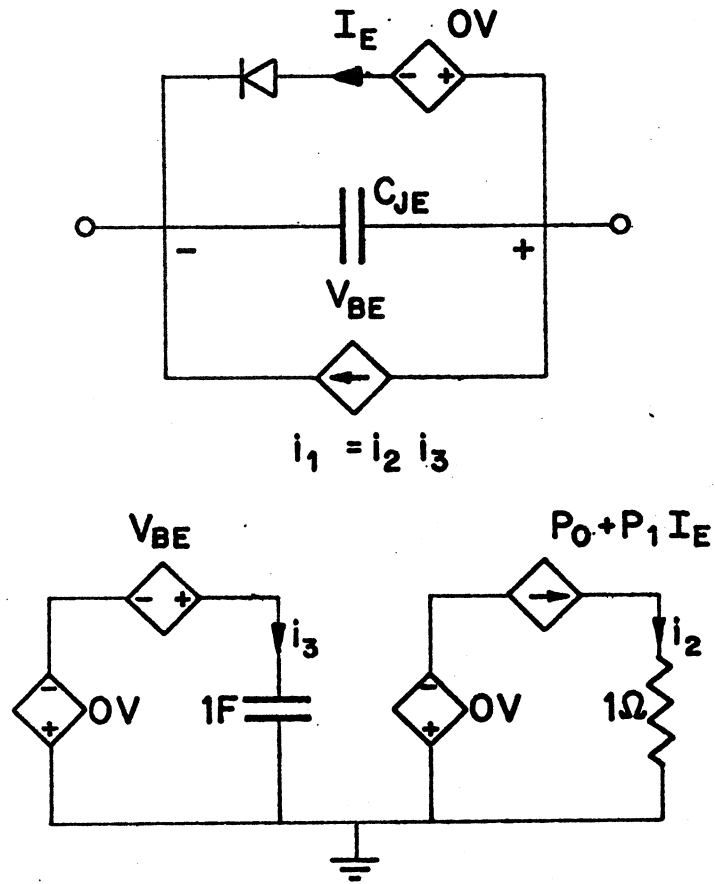 I_E 0V
- +
C_JE
- +
V_BE
i_1 = i_2 i_3
V_BE P_0 + P_1 I_E
- +
i_3 i_2
- + 0V 1F - + 0V 1Ω